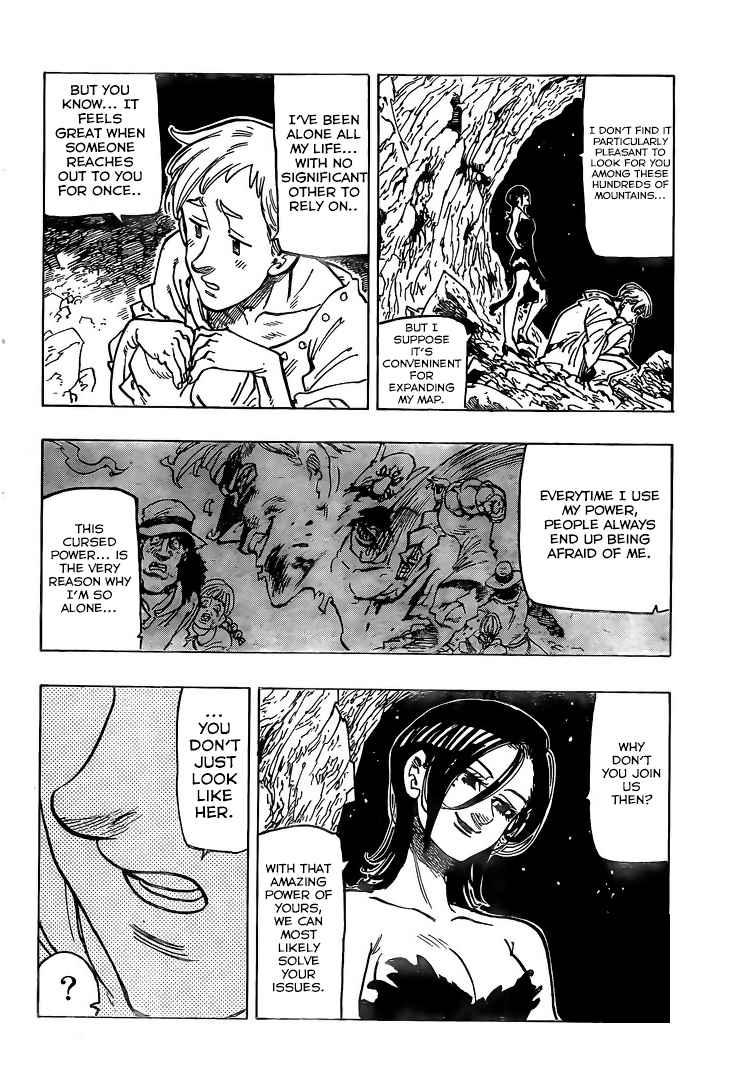 I DON'T FIND IT
PARTICULARLY
PLEASANT TO
LOOK FOR YOU
AMONG THESE
HUNDREDS OF
MOUNTAINS...
BUT I
SUPPOSE
IT'S
CONVENINENT
FOR
EXPANDING
MY MAP.
I'VE BEEN
ALONE ALL
MY LIFE...
WITH NO
SIGNIFICANT
OTHER TO
RELY ON..
BUT YOU
KNOW... IT
FEELS
GREAT WHEN
SOMEONE
REACHES
OUT TO YOU
FOR ONCE..
EVERYTIME I USE
MY POWER,
PEOPLE ALWAYS
END UP BEING
AFRAID OF ME.
THIS
CURSED
POWER... IS
THE VERY
REASON WHY
I'M SO
ALONE...
WHY
DON'T
YOU JOIN
US
THEN?
WITH THAT
AMAZING
POWER OF
YOURS,
WE CAN
MOST
LIKELY
SOLVE
YOUR
ISSUES.
...
YOU
DON'T
JUST
LOOK
LIKE
HER.
?